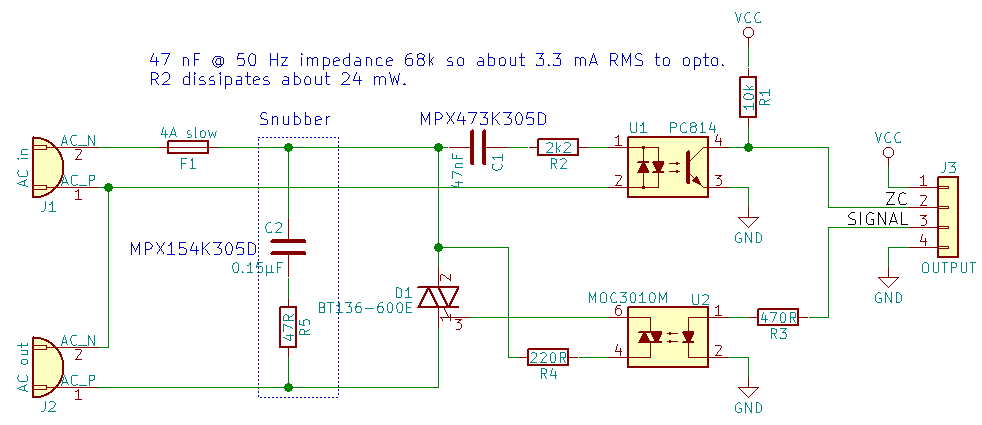 VCC
47 nF @ 50 Hz impedance 68k so about 3.3 mA RMS to opto.
R2 dissipates about 24 mW.
10k
R1
Snubber
MPX473K305D
4A slow
F1
47nF
C1
2k2
R2
U1
PC814
1
2
4
3
VCC
AC in
AC_N
2
AC_P
1
J1
J3
1
ZC
2
SIGNAL
3
4
OUTPUT
GND
GND
C2
MPX154K305D
0.15µF
47R
R5
D1
BT136-600E
2
1
3
MOC3010M
U2
6
4
1
2
470R
R3
220R
R4
GND
AC out
AC_N
2
AC_P
1
J2